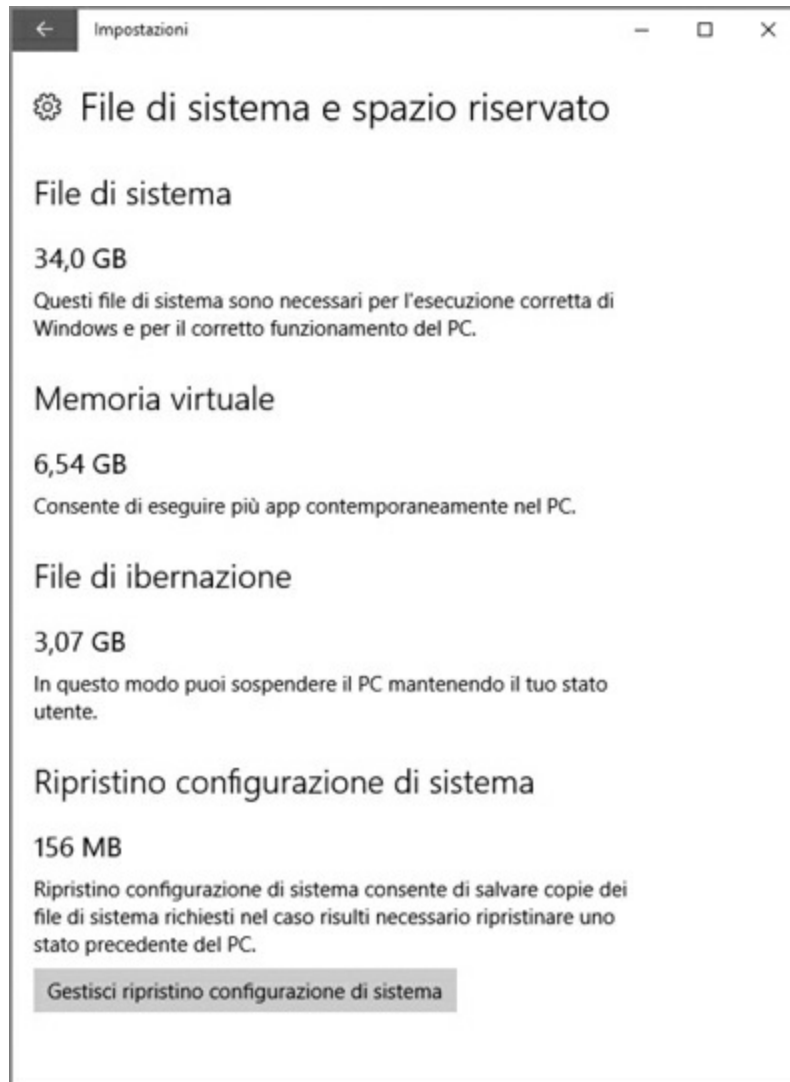 Impostazioni
File di sistema e spazio riservato
File di sistema
34,0 GB
Questi file di sistema sono necessari per l'esecuzione corretta di
Windows e per il corretto funzionamento del PC.
Memoria virtuale
6,54 GB
Consente di eseguire più app contemporaneamente nel PC.
File di ibernazione
3,07 GB
In questo modo puoi sospendere il PC mantenendo il tuo stato
utente.
Ripristino configurazione di sistema
156 MB
Ripristino configurazione di sistema consente di salvare copie dei
file di sistema richiesti nel caso risulti necessario ripristinare uno
stato precedente del PC.
Gestisci ripristino configurazione di sistema